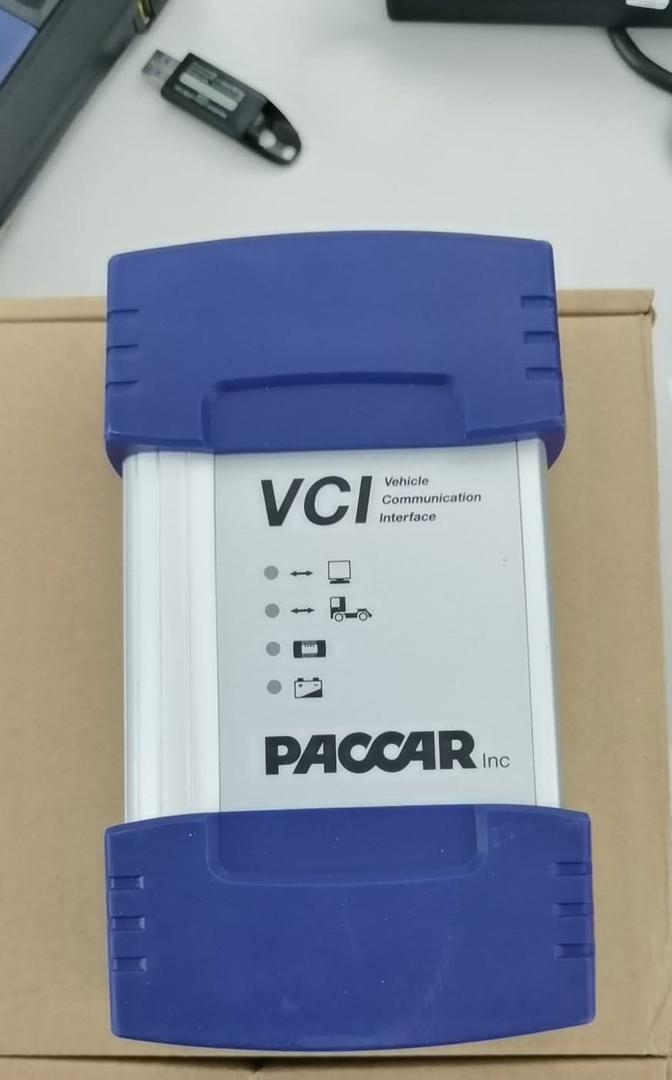 VCI
Vehicle
Communication
Interface
PACCAR Inc